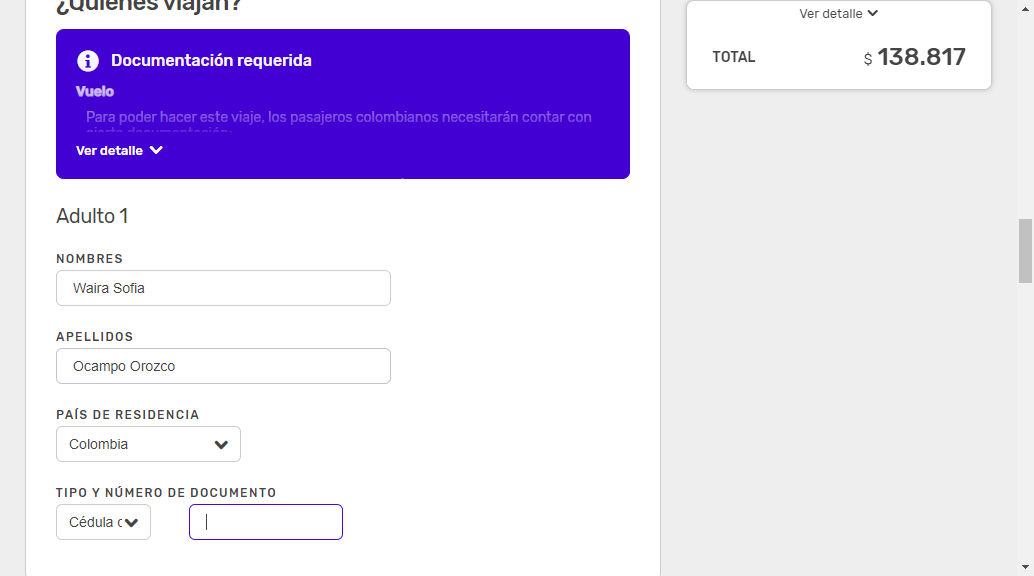 ¿Quiénes viajan?
Documentación requerida
Vuelo
Para poder hacer este viaje, los pasajeros colombianos necesitarán contar con
cierta documentación:
Ver detalle
Adulto 1
NOMBRES
Waira Sofia
APELLIDOS
Ocampo Orozco
PAÍS DE RESIDENCIA
Colombia
TIPO Y NÚMERO DE DOCUMENTO
Cédula c
Ver detalle
TOTAL $ 138.817